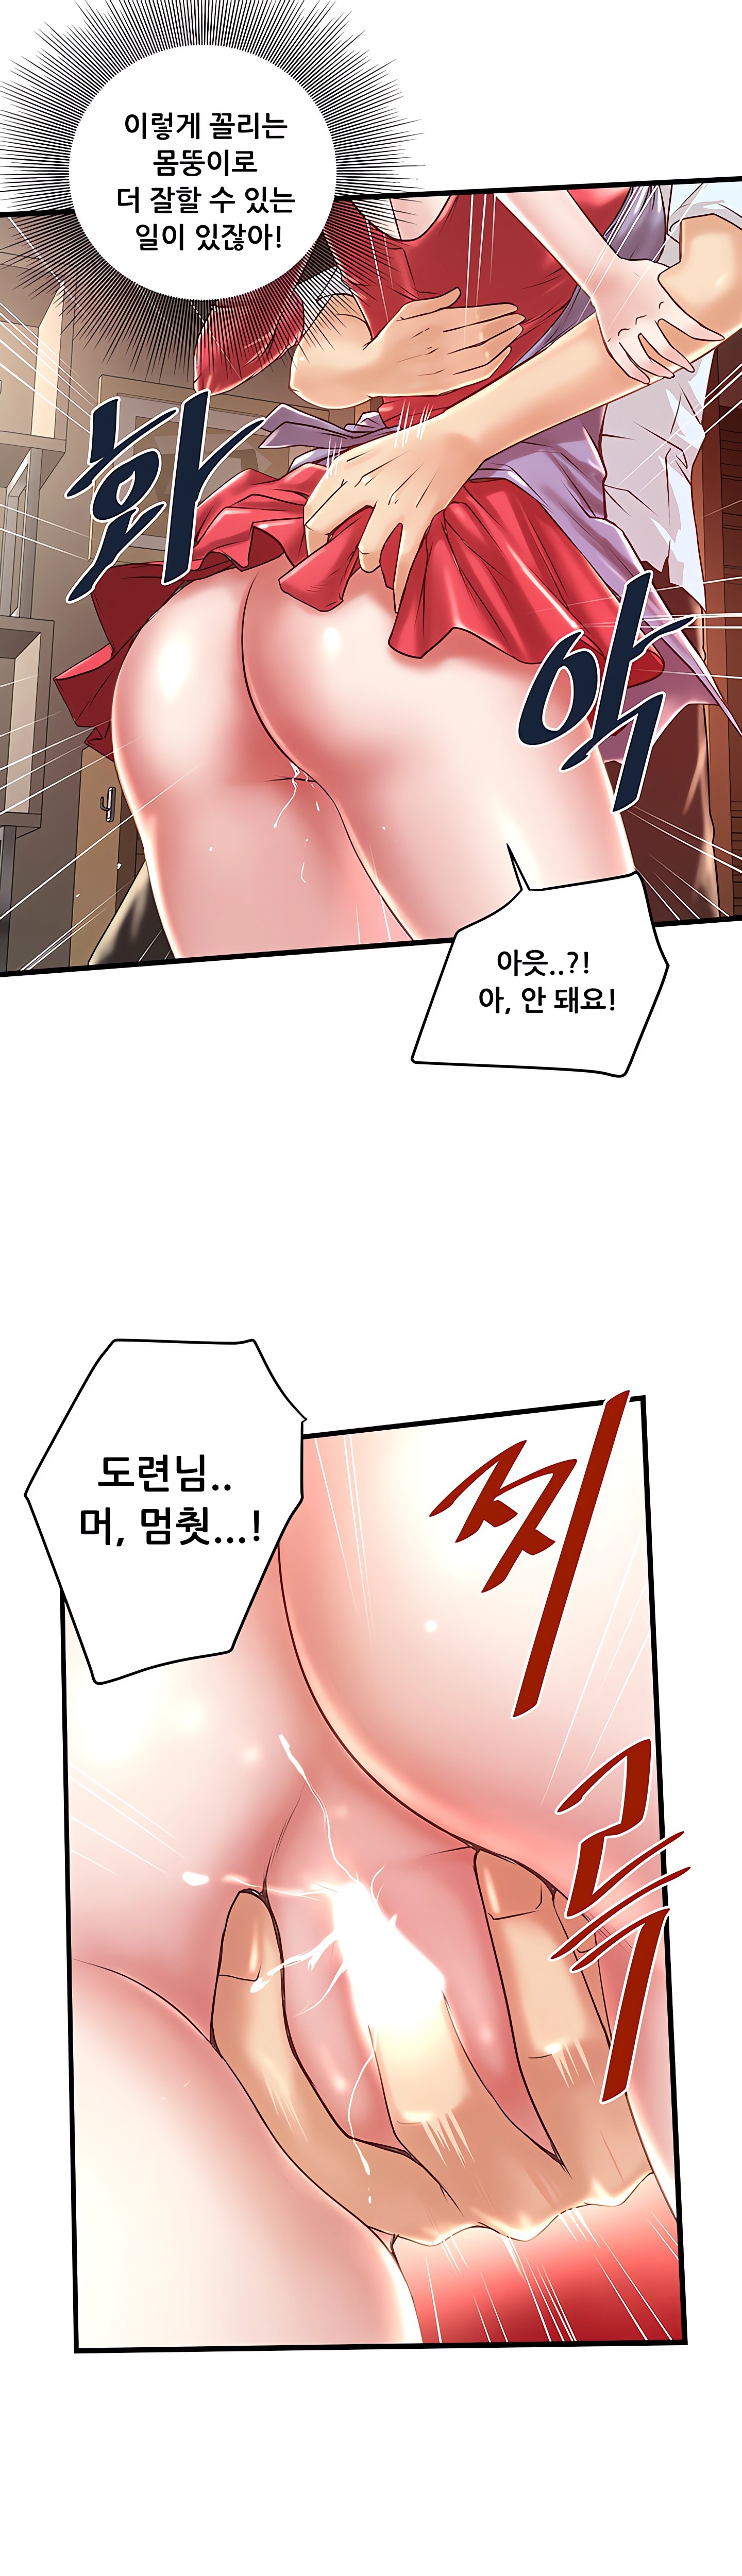 이렇게 꼴리는
몸뚱이로
더 잘할 수 있는
일이 있잖아!
화
악
아읏..?!
아, 안 돼요!
도련님..
머, 멈춰...!
찌걱